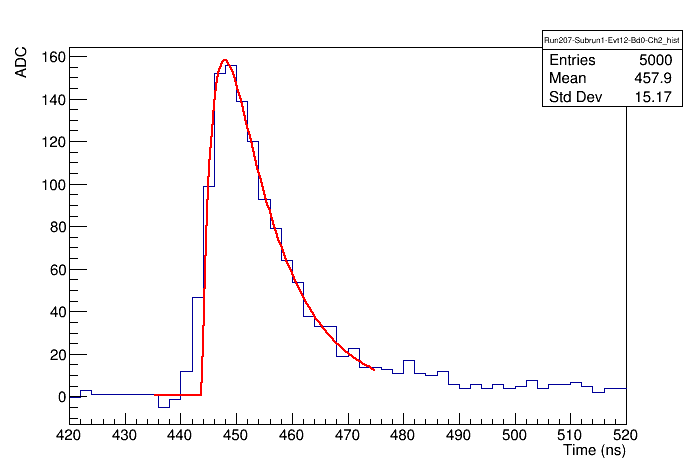 Run207-Subrun1-Evt12-Bd0-Ch2_hist
Entries 5000
Mean 457.9
Std Dev 15.17
ADC
160
140
120
100
80
60
40
20
0
420 430 440 450 460 470 480 490 500 510 520
Time (ns)